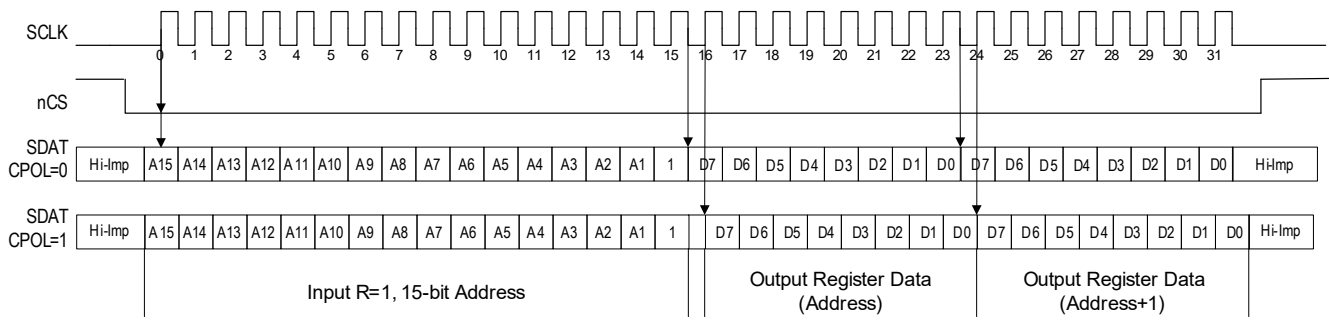 SCLK
0 1 2 3 4 5 6 7 8 9 10 11 12 13 14 15 16 17 18 19 20 21 22 23 24 25 26 27 28 29 30 31
nCS
SDAT
CPOL=0 Hi-Imp A15 A14 A13 A12 A11 A10 A9 A8 A7 A6 A5 A4 A3 A2 A1 1 D7 D6 D5 D4 D3 D2 D1 D0 D7 D6 D5 D4 D3 D2 D1 D0 Hi-Imp
SDAT
CPOL=1 Hi-Imp A15 A14 A13 A12 A11 A10 A9 A8 A7 A6 A5 A4 A3 A2 A1 1 D7 D6 D5 D4 D3 D2 D1 D0 D7 D6 D5 D4 D3 D2 D1 D0 Hi-Imp
Input R=1, 15-bit Address
Output Register Data
(Address)
Output Register Data
(Address+1)